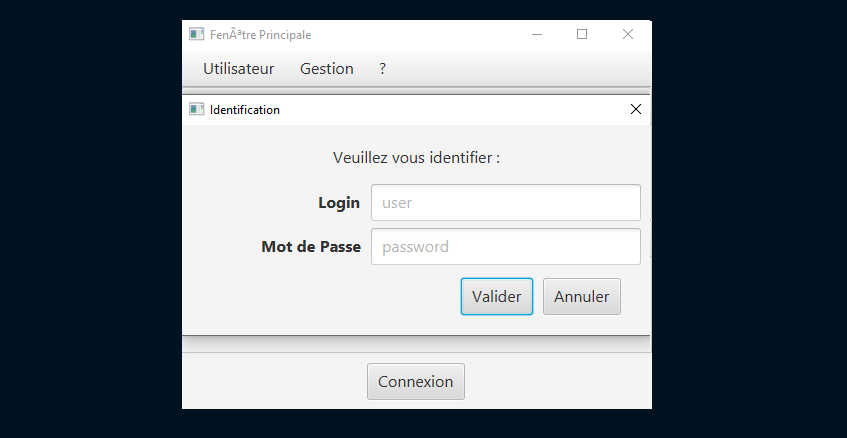 FenÃªtre Principale
Utilisateur Gestion ?
Identification
Veuillez vous identifier :
Login user
Mot de Passe password
Valider Annuler
Connexion